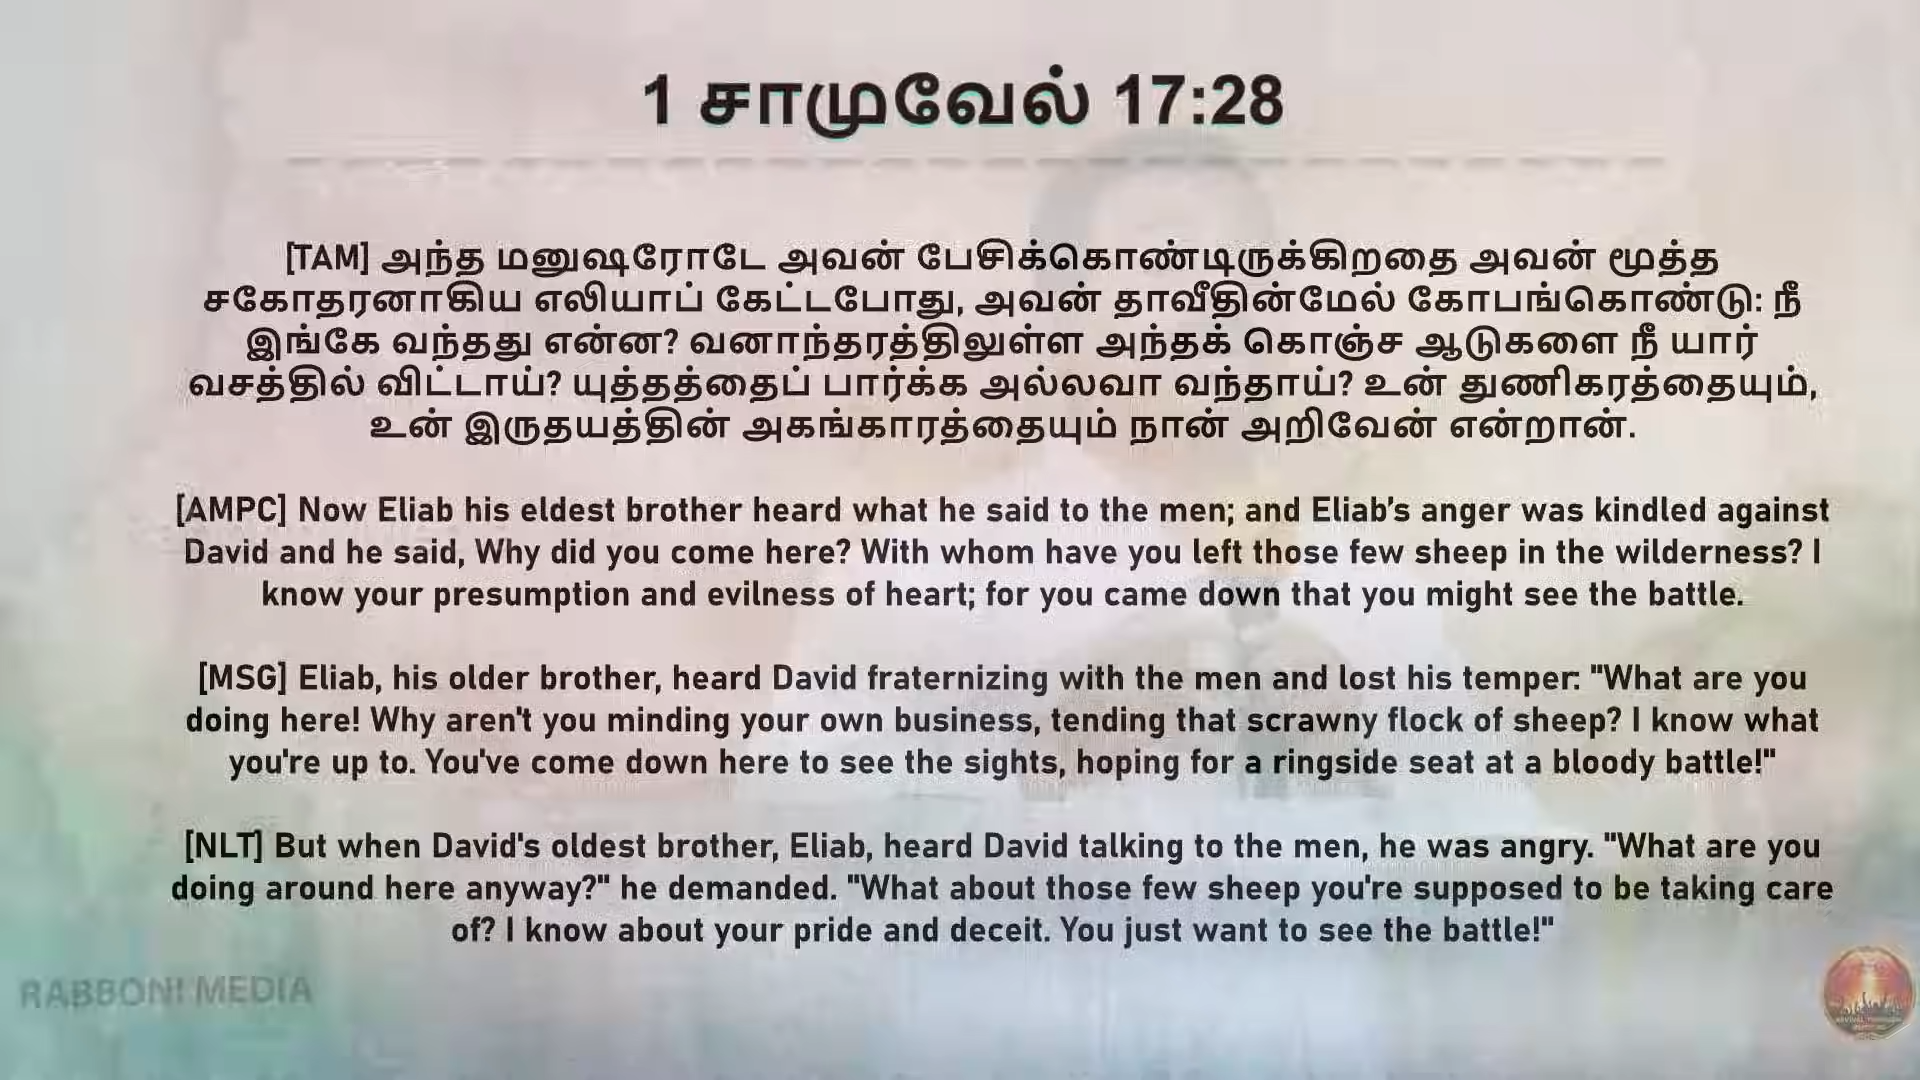 1 சாமுவேல் 17:28
[TAM] அந்த மனுஷரோடே அவன் பேசிக்கொண்டிருக்கிறதை அவன் மூத்த
சகோதரனாகிய எலியாப் கேட்டபோது, அவன் தாவீதின்மேல் கோபங்கொண்டு: நீ
இங்கே வந்தது என்ன? வனாந்தரத்திலுள்ள அந்தக் கொஞ்ச ஆடுகளை நீ யார்
வசத்தில் விட்டாய்? யுத்தத்தைப் பார்க்க அல்லவா வந்தாய்? உன் துணிகரத்தையும்,
உன் இருதயத்தின் அகங்காரத்தையும் நான் அறிவேன் என்றான்.
[AMPC] Now Eliab his eldest brother heard what he said to the men; and Eliab’s anger was kindled against
David and he said, Why did you come here? With whom have you left those few sheep in the wilderness? I
know your presumption and evilness of heart; for you came down that you might see the battle.
[MSG] Eliab, his older brother, heard David fraternizing with the men and lost his temper: "What are you
doing here! Why aren't you minding your own business, tending that scrawny flock of sheep? I know what
you're up to. You've come down here to see the sights, hoping for a ringside seat at a bloody battle!"
[NLT] But when David's oldest brother, Eliab, heard David talking to the men, he was angry. "What are you
doing around here anyway?" he demanded. "What about those few sheep you're supposed to be taking care
of? I know about your pride and deceit. You just want to see the battle!"
RABBONI MEDIA